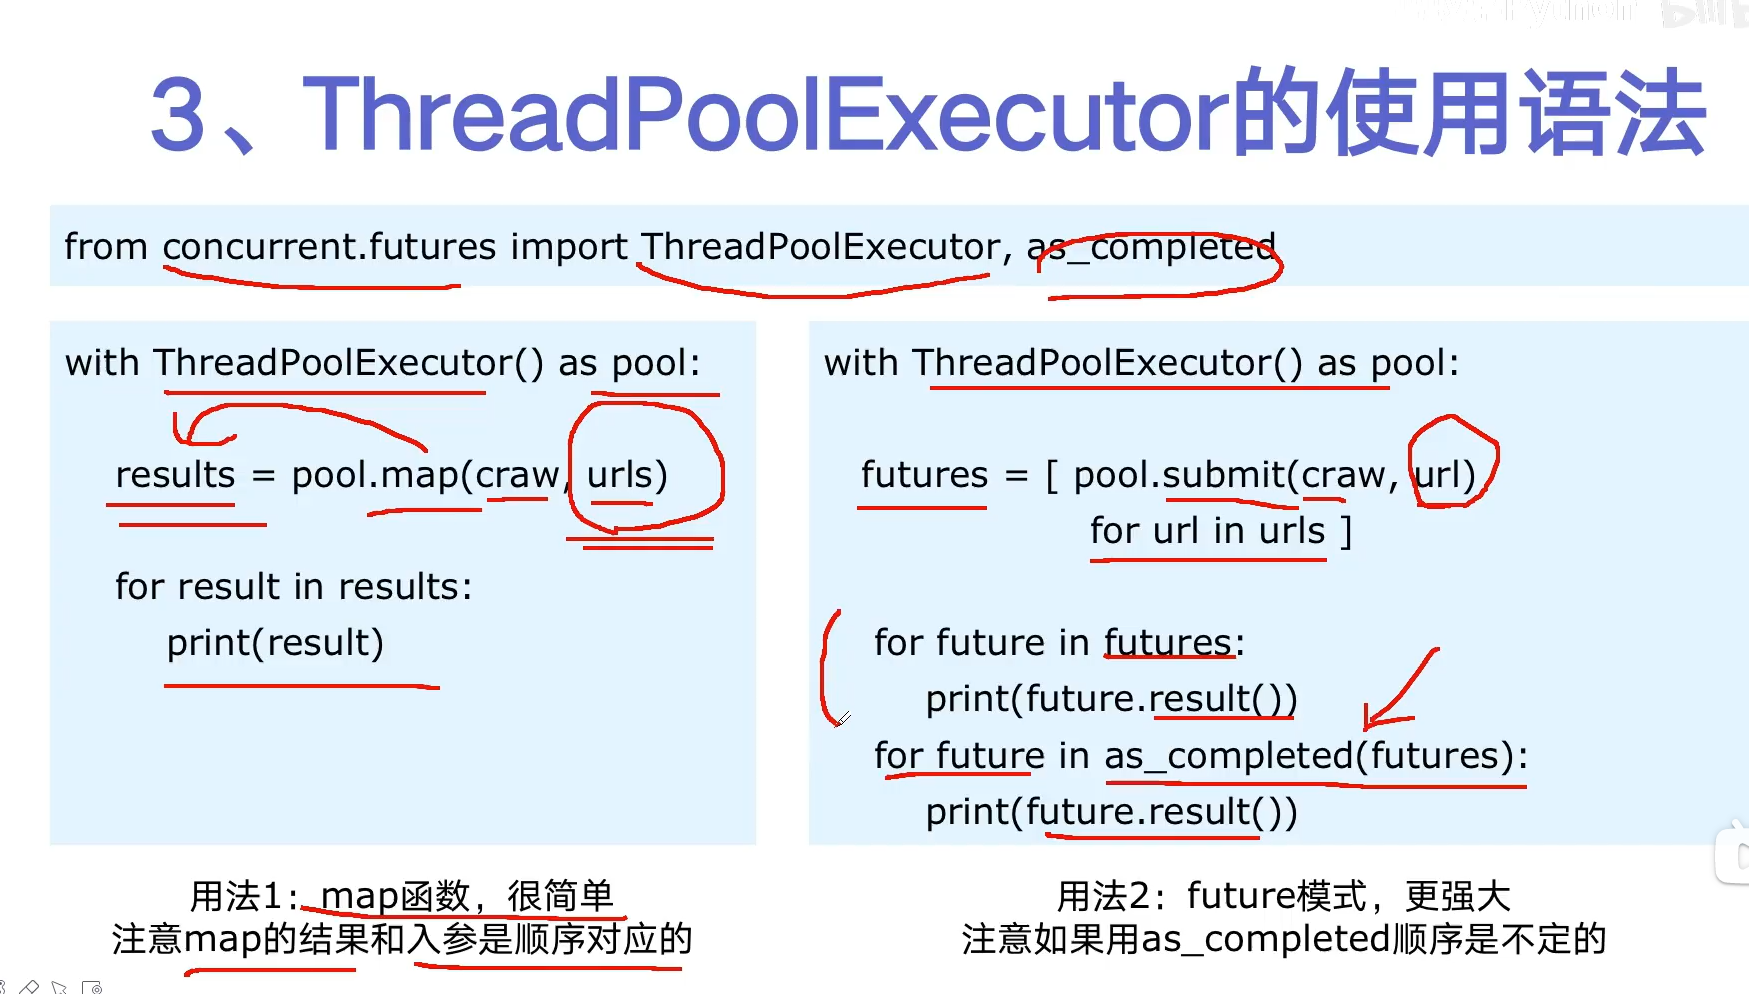 3、ThreadPoolExecutor的使用语法
from concurrent.futures import ThreadPoolExecutor, as_completed
with ThreadPoolExecutor() as pool:
results = pool.map(craw, urls)
for result in results:
print(result)
with ThreadPoolExecutor() as pool:
futures = [ pool.submit(craw, url)
for url in urls ]
for future in futures:
print(future.result())
for future in as_completed(futures):
print(future.result())
用法1：map函数，很简单
注意map的结果和入参是顺序对应的
用法2：future模式，更强大
注意如果用as_completed顺序是不定的